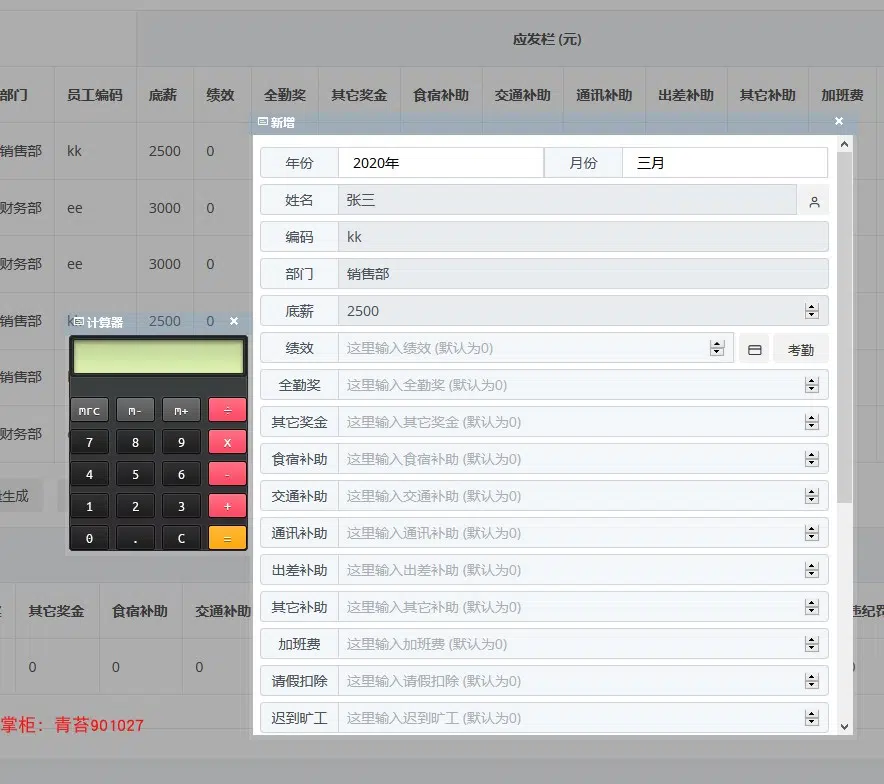 应发栏 (元)
部门 员工编码 底薪 绩效 全勤奖 其它奖金 食宿补助 交通补助 通讯补助 出差补助 其它补助 加班费
新增 ×
年份 2020年 月份 三月
销售部 kk 2500 0
姓名 张三
财务部 ee 3000 0
编码 kk
财务部 ee 3000 0
部门 销售部
底薪 2500
销售部 2500 0
计算器 ×
绩效 这里输入绩效 (默认为0) 考勤
销售部
全勤奖 这里输入全勤奖 (默认为0)
mrc m- m+ ÷
其它奖金 这里输入其它奖金 (默认为0)
财务部
7 8 9 x
食宿补助 这里输入食宿补助 (默认为0)
4 5 6 -
生成
交通补助 这里输入交通补助 (默认为0)
1 2 3 +
通讯补助 这里输入通讯补助 (默认为0)
0 . C =
出差补助 这里输入出差补助 (默认为0)
其它奖金 食宿补助 交通补助
其它补助 这里输入其它补助 (默认为0)
违纪罚
加班费 这里输入加班费 (默认为0)
0 0 0
请假扣除 这里输入请假扣除 (默认为0)
迟到旷工 这里输入迟到旷工 (默认为0)
掌柜：青苔901027